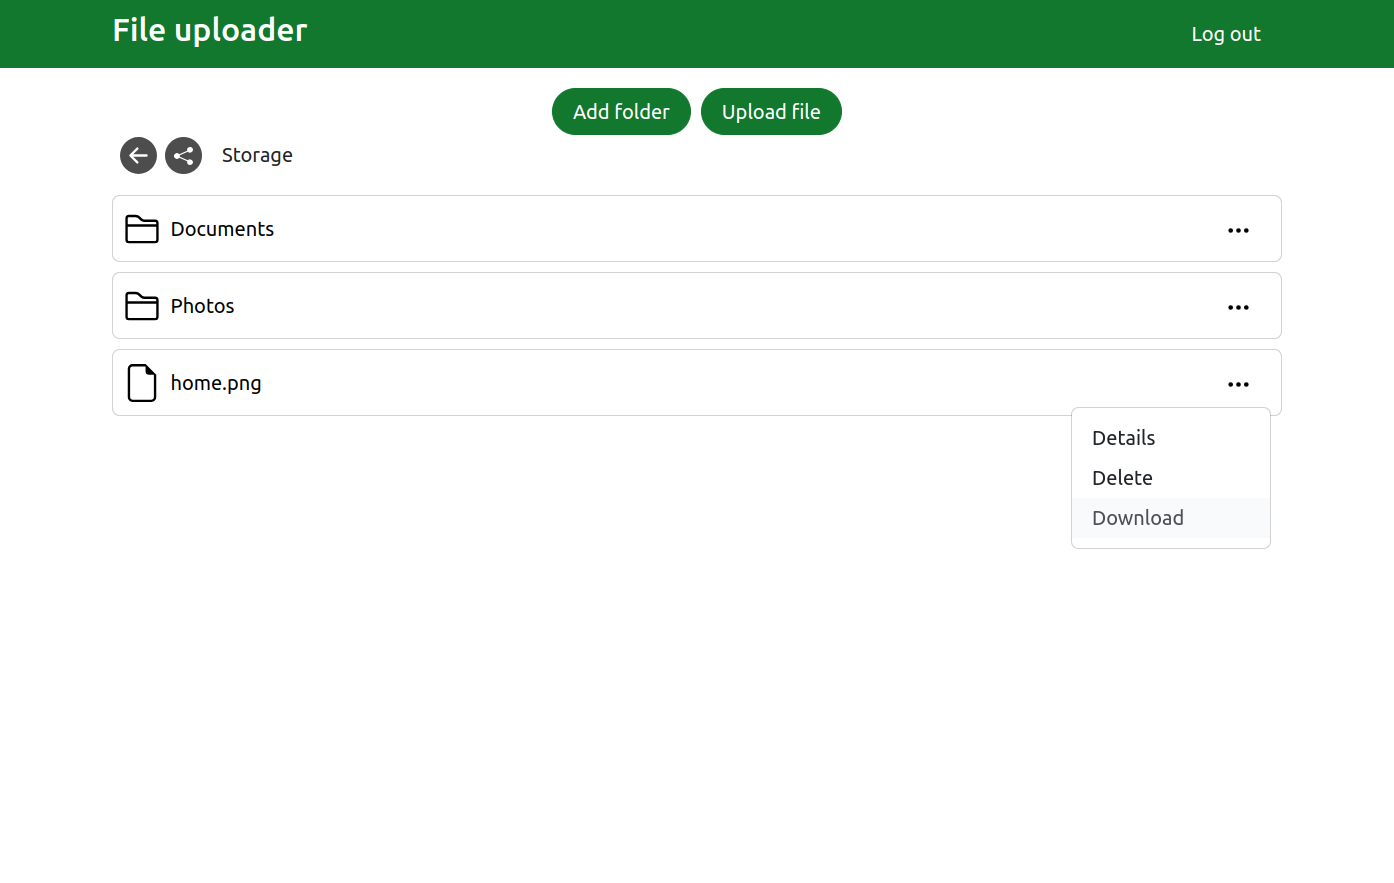 File uploader
Log out
Add folder
Upload file
Storage
Documents
Photos
home.png
Details
Delete
Download